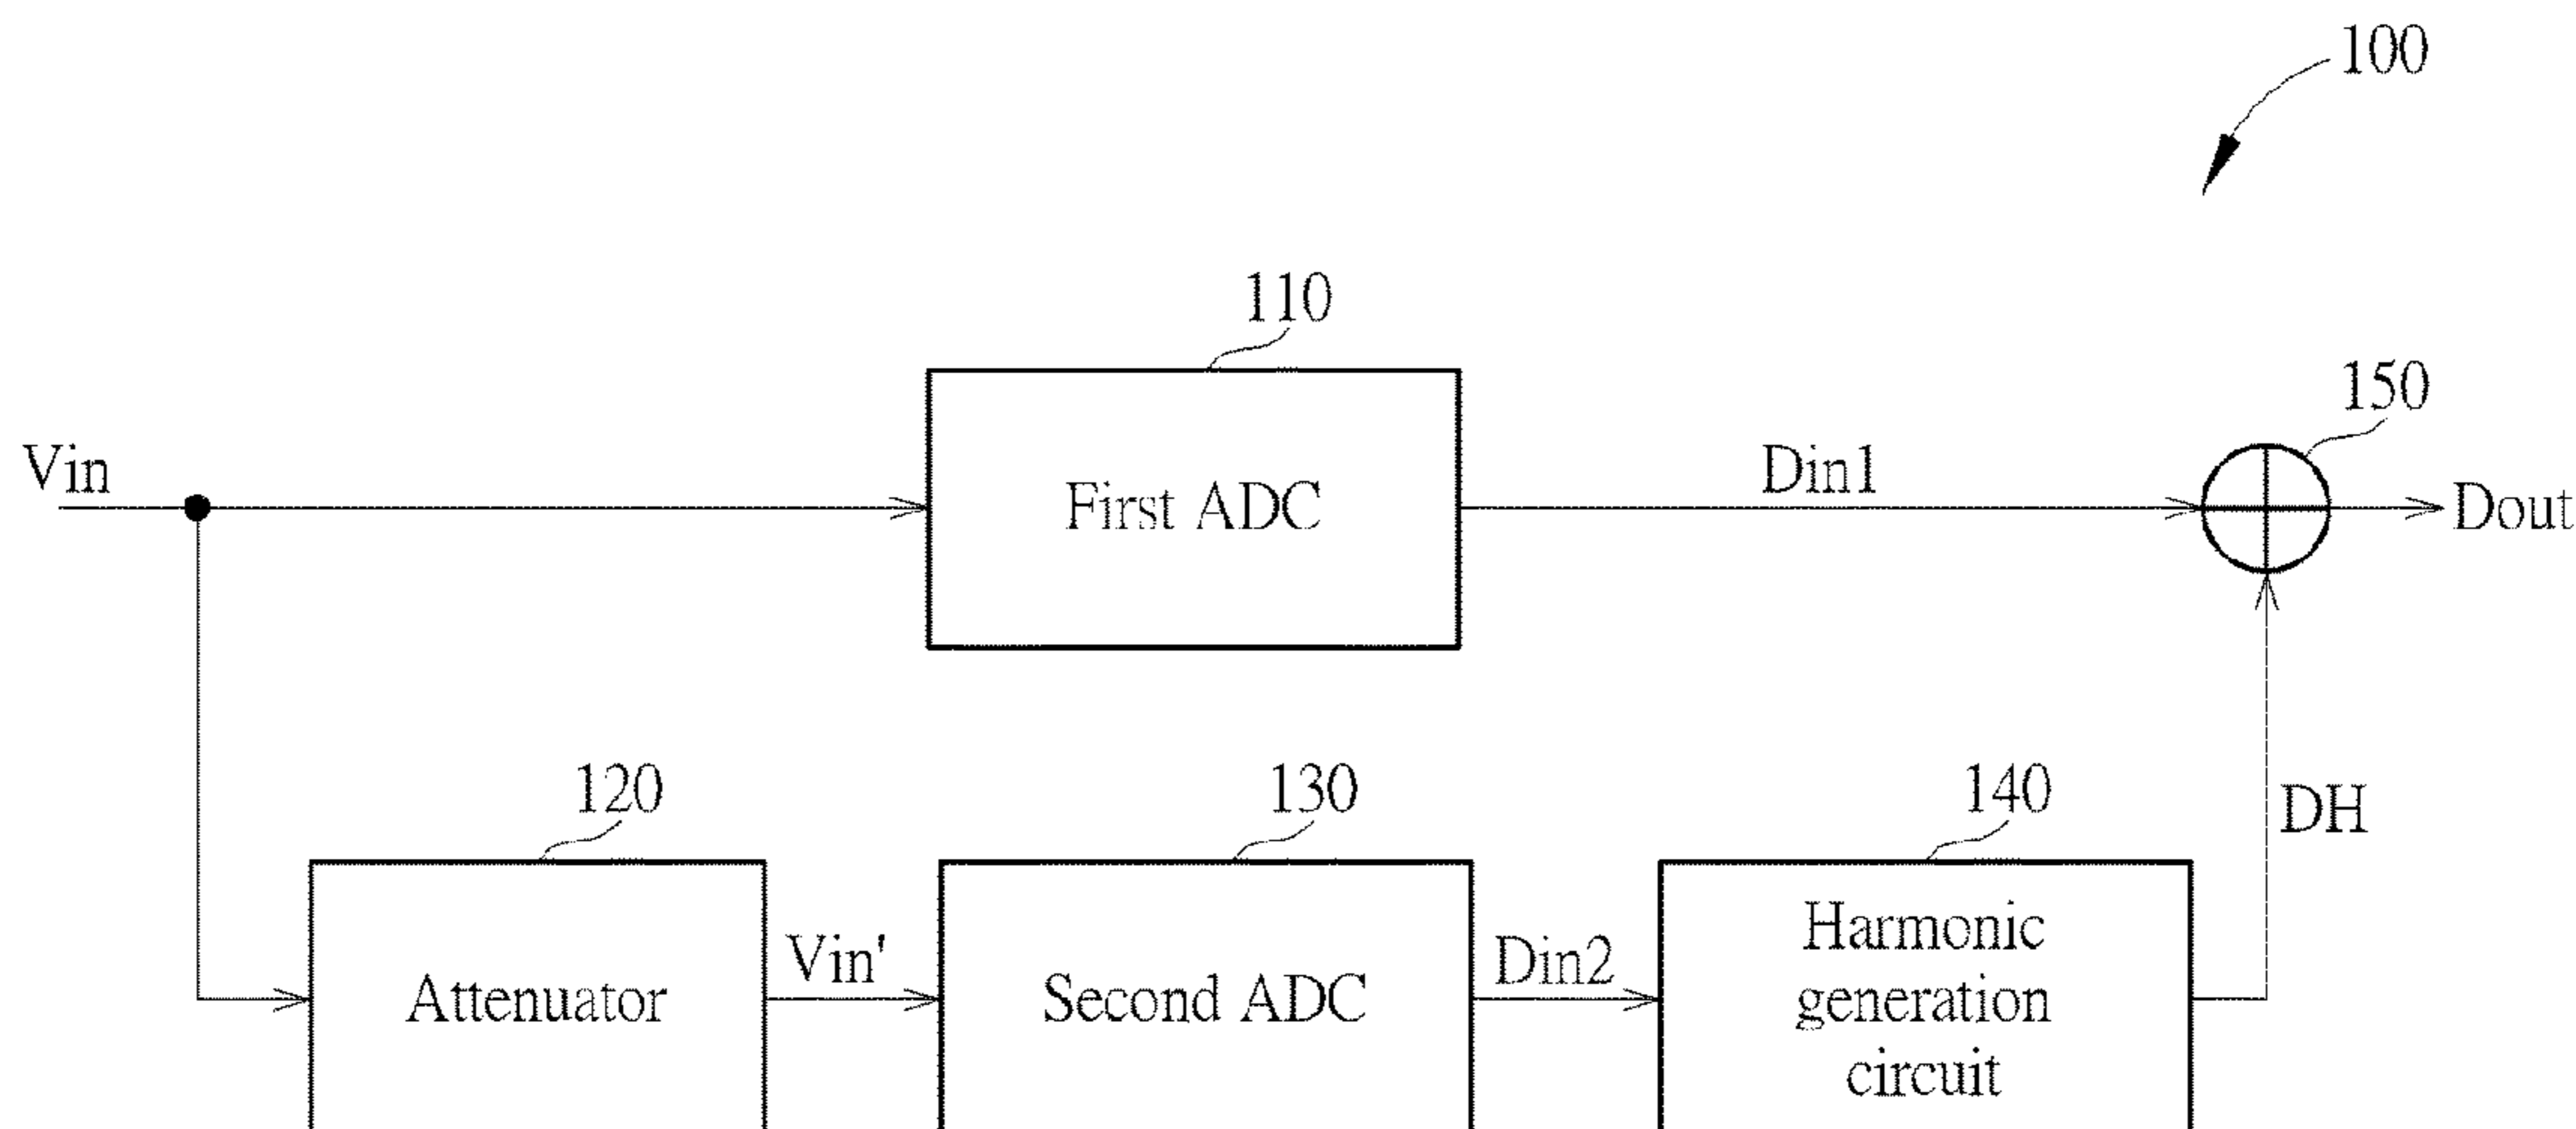 100
110
150
Vin
First ADC
Din1
Dout
120
130
140
DH
Attenuator
Vin'
Second ADC
Din2
Harmonic
generation
circuit